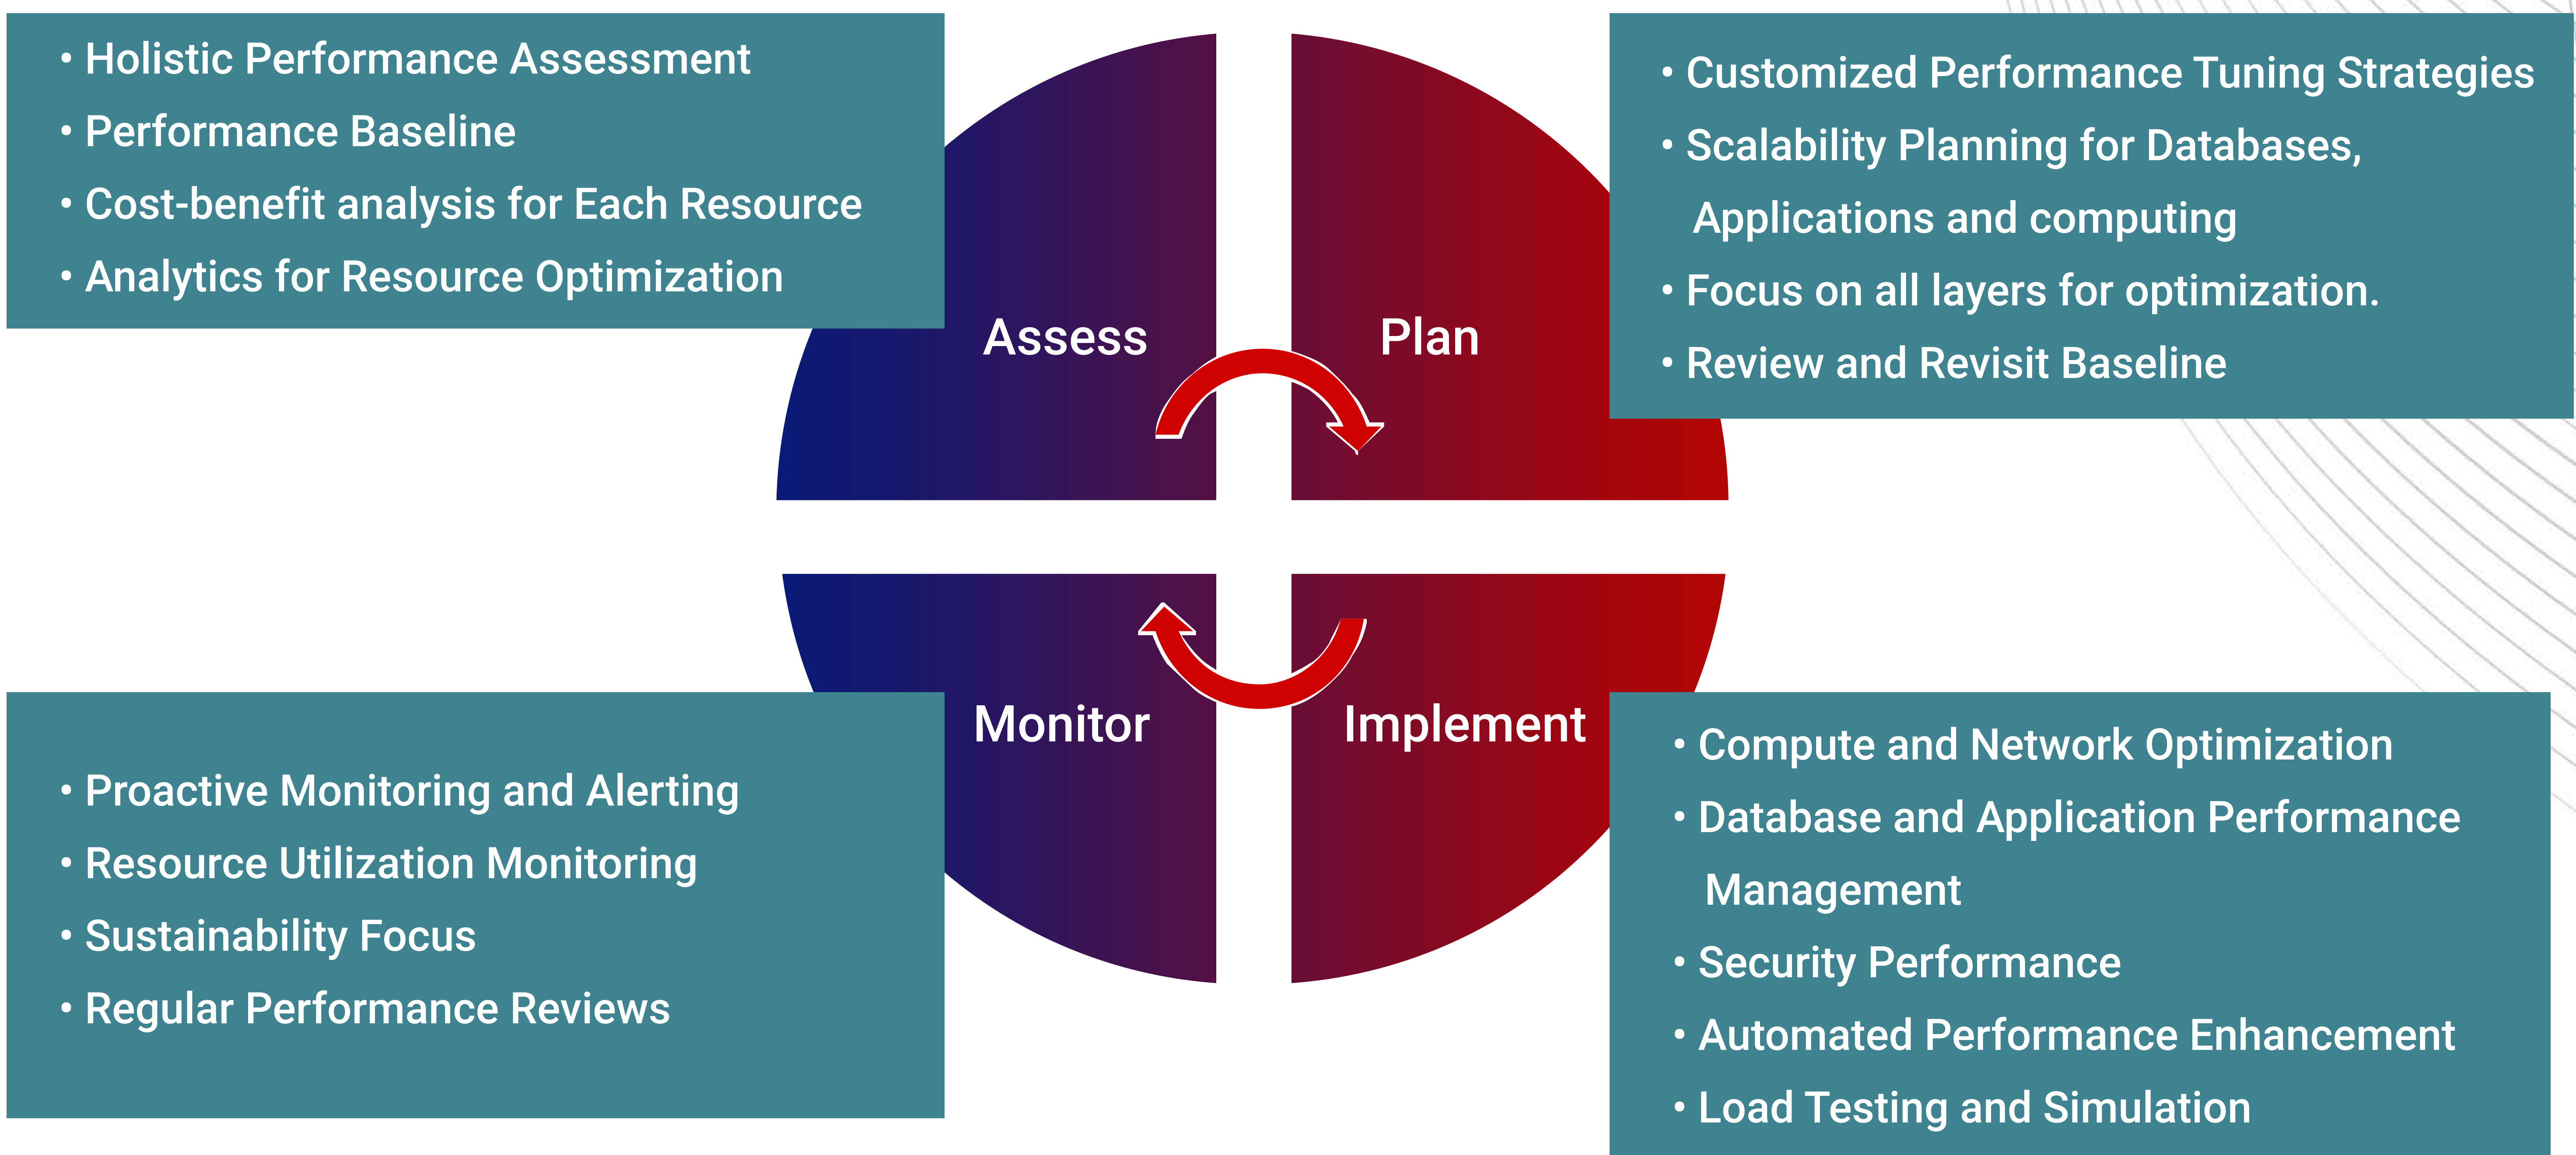 • Holistic Performance Assessment
• Performance Baseline
• Cost-benefit analysis for Each Resource
• Analytics for Resource Optimization
Assess
Plan
• Customized Performance Tuning Strategies
• Scalability Planning for Databases,
Applications and computing
• Focus on all layers for optimization.
• Review and Revisit Baseline
Monitor
Implement
• Proactive Monitoring and Alerting
• Resource Utilization Monitoring
• Sustainability Focus
• Regular Performance Reviews
• Compute and Network Optimization
• Database and Application Performance
Management
• Security Performance
• Automated Performance Enhancement
• Load Testing and Simulation